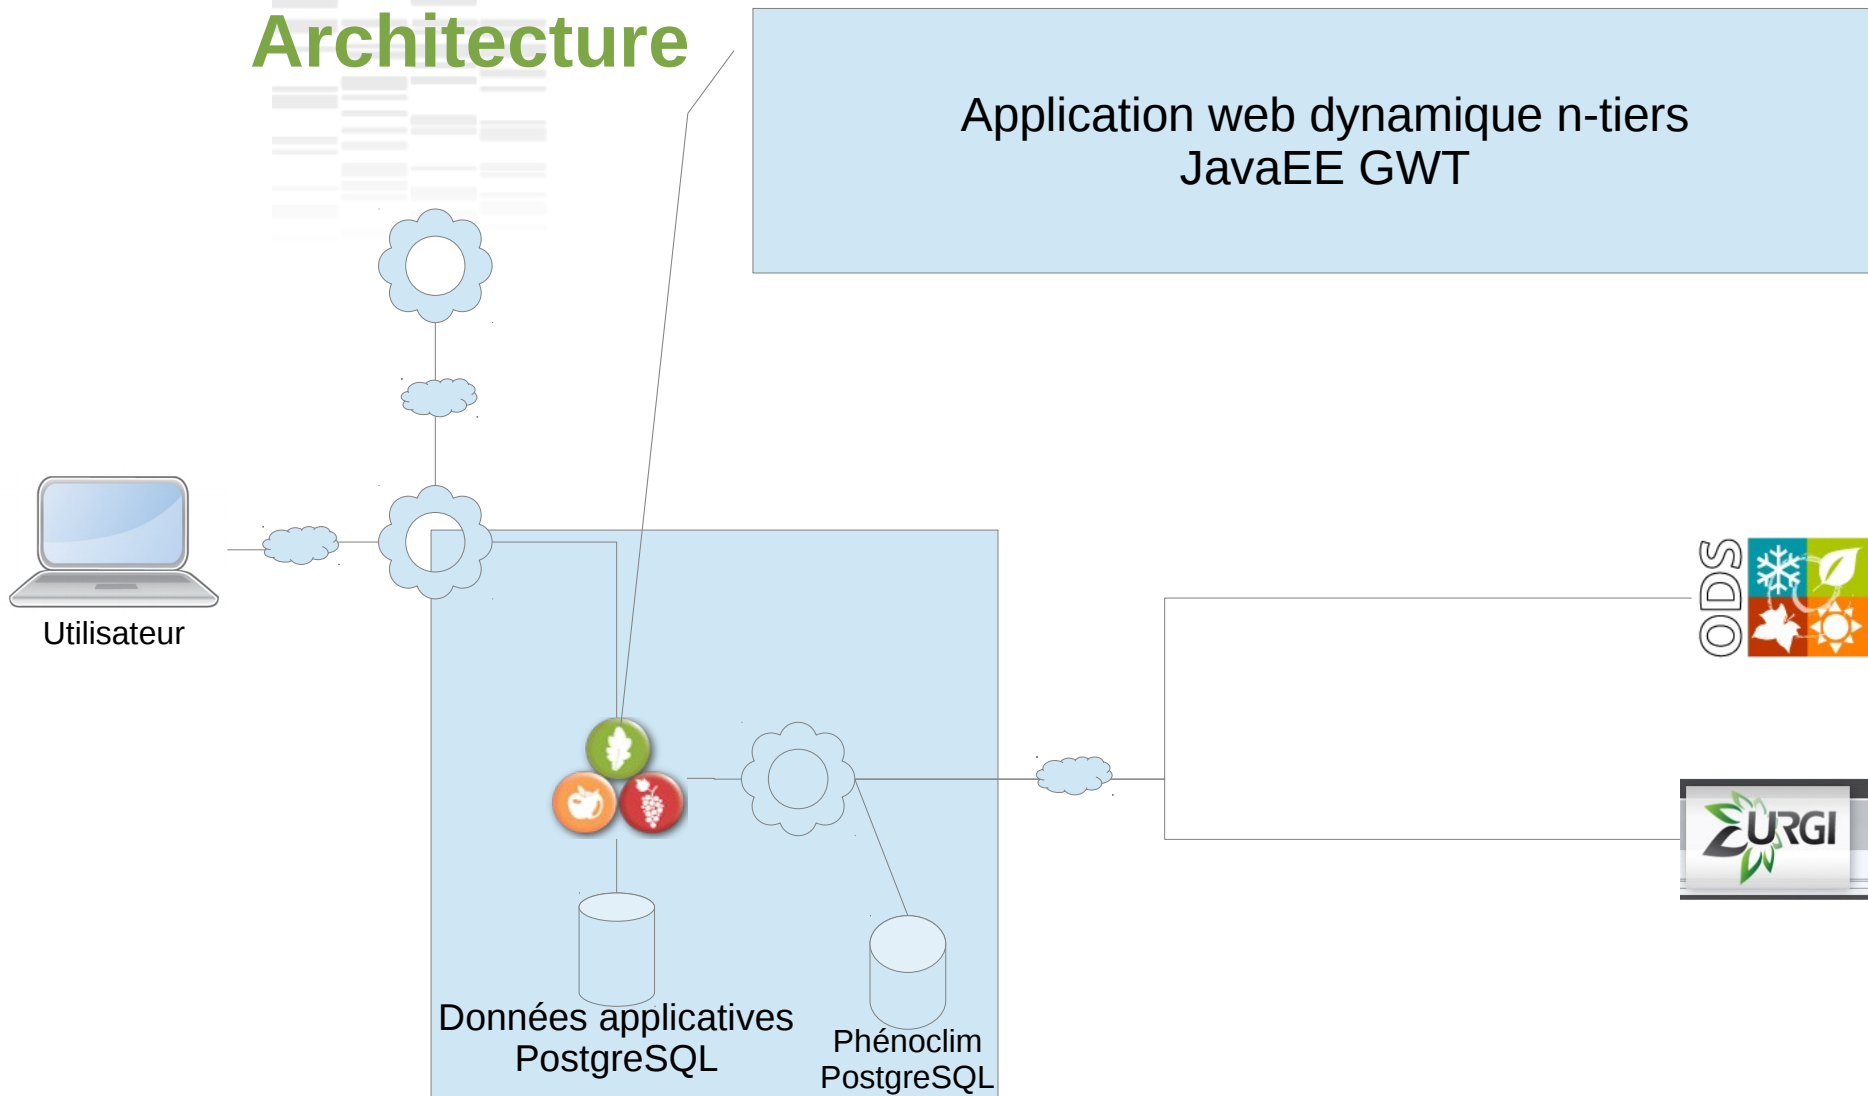 Architecture
Application web dynamique n-tiers
JavaEE GWT
Utilisateur
ODS
URGI
Données applicatives
PostgreSQL
Phénoclim
PostgreSQL